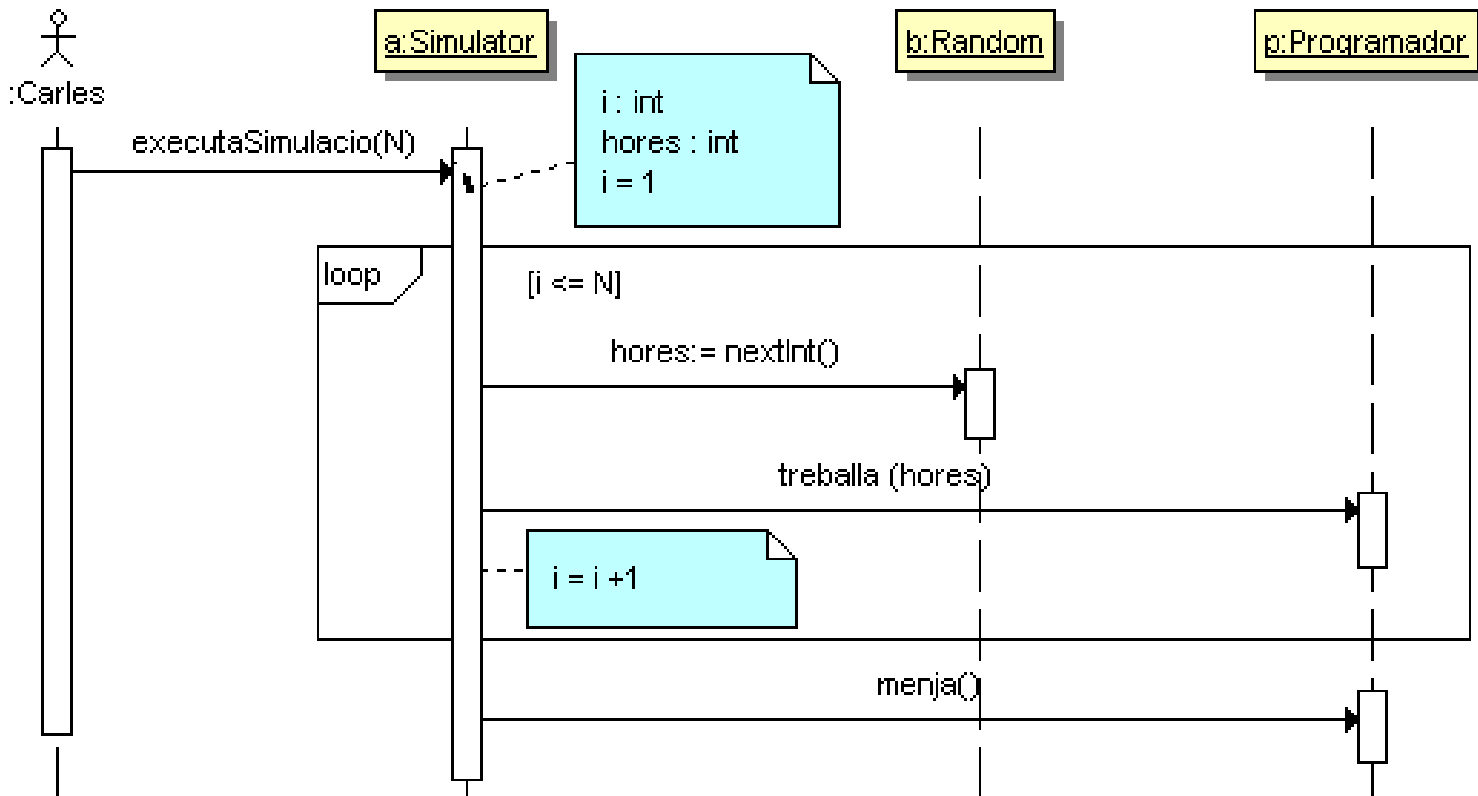 :Carles
a:Simulator
b:Random
p:Programador
executaSimulacio(N)
i : int
hores : int
i = 1
loop
[i <= N]
hores:= nextInt()
treballa (hores)
i = i +1
menja()